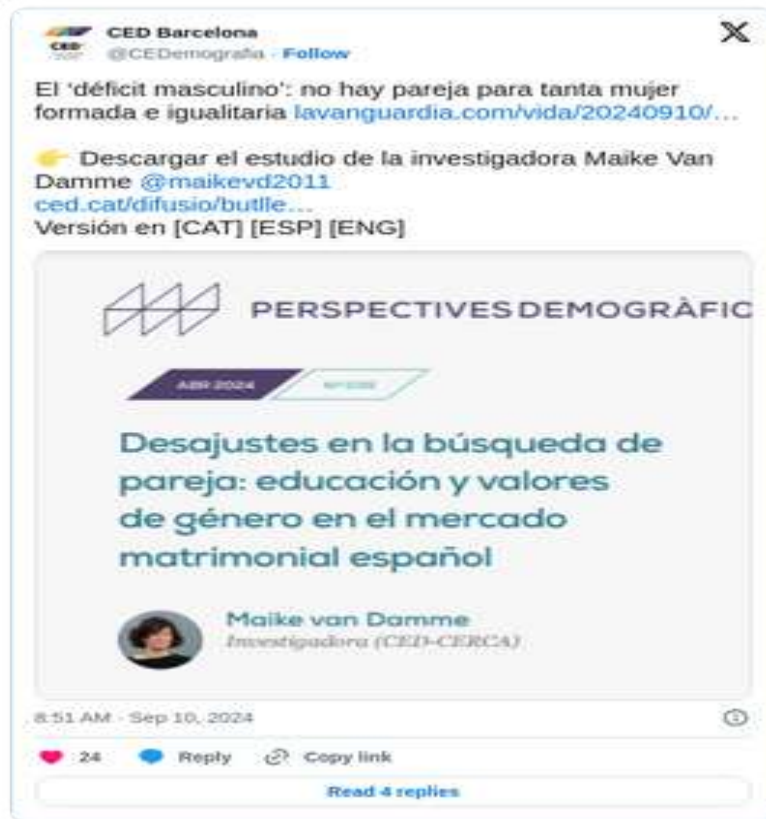 CED Barcelona
CED
@CEDemografia · Follow
El ‘déficit masculino’: no hay pareja para tanta mujer
formada e igualitaria lavanguardia.com/vida/20240910/…
👉 Descargar el estudio de la investigadora Maike Van
Damme @maikevd2011
ced.cat/difusio/butlle…
Versión en [CAT] [ESP] [ENG]
PERSPECTIVES DEMOGRÀFIC
ABR 2024
Desajustes en la búsqueda de
pareja: educación y valores
de género en el mercado
matrimonial español
Maike van Damme
Investigadora (CED-CERCA)
8:51 AM · Sep 10, 2024
24 Reply Copy link
Read 4 replies